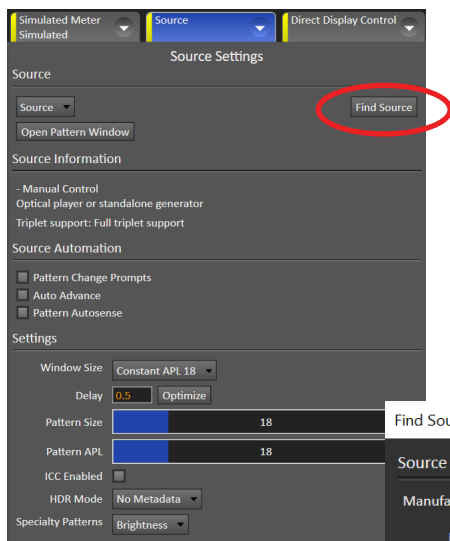 Simulated Meter
Simulated
Source
Direct Display Control
Source Settings
Source
Source
Find Source
Open Pattern Window
Source Information
- Manual Control
Optical player or standalone generator
Triplet support: Full triplet support
Source Automation
Pattern Change Prompts
Auto Advance
Pattern Autosense
Settings
Window Size Constant APL 18
Delay 0.5 Optimize
Pattern Size 18
Pattern APL 18
ICC Enabled
HDR Mode No Metadata
Specialty Patterns Brightness
Find Sou
Source
Manufa